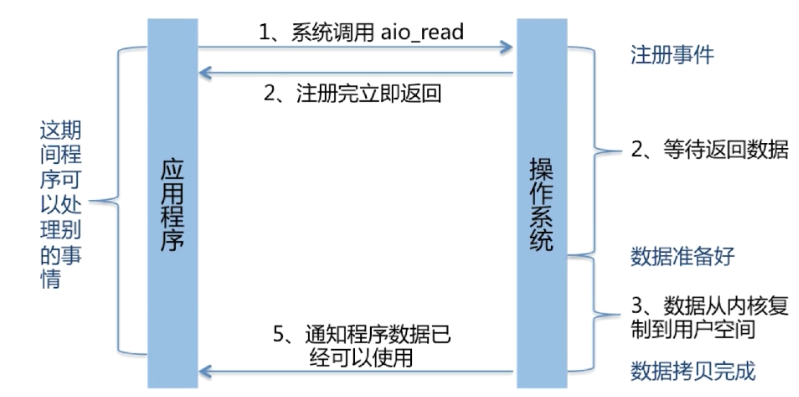 1、系统调用 aio_read
注册事件
2、注册完立即返回
这期
间程
序可
以处
理别
的事
情
应用程序
操作系统
2、等待返回数据
数据准备好
3、数据从内核复
制到用户空间
5、通知程序数据已
经可以使用
数据拷贝完成